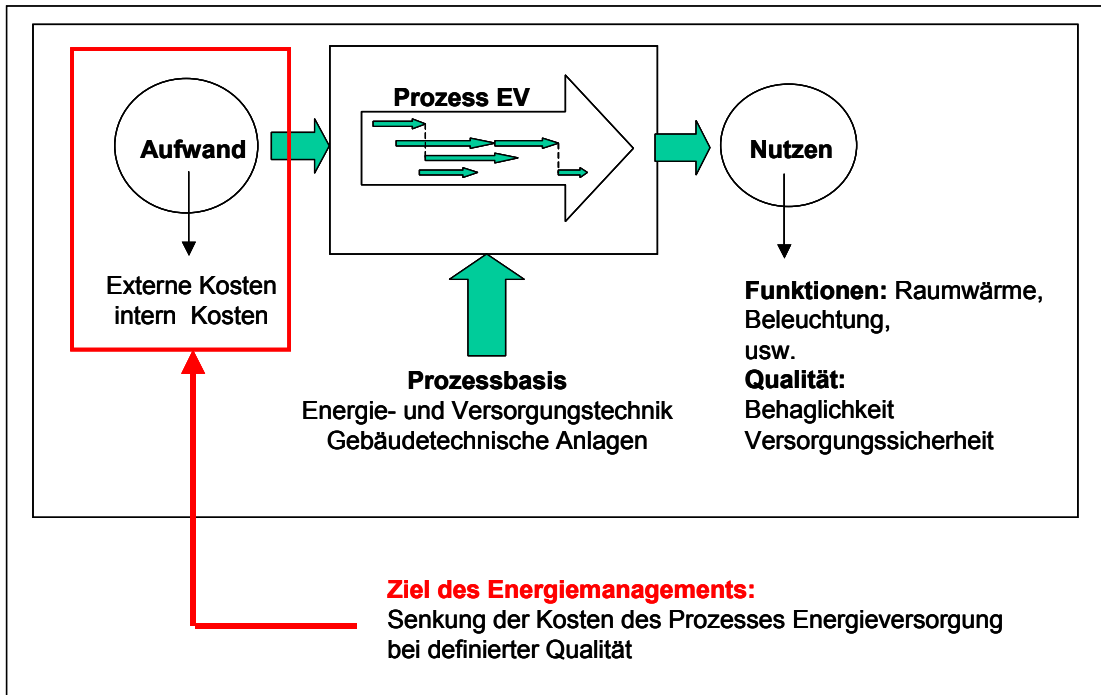 Prozess EV
Aufwand
Nutzen
Externe Kosten
intern Kosten
Funktionen: Raumwärme,
Beleuchtung,
usw.
Qualität:
Behaglichkeit
Versorgungssicherheit
Prozessbasis
Energie- und Versorgungstechnik
Gebäudetechnische Anlagen
Ziel des Energiemanagements:
Senkung der Kosten des Prozesses Energieversorgung
bei definierter Qualität